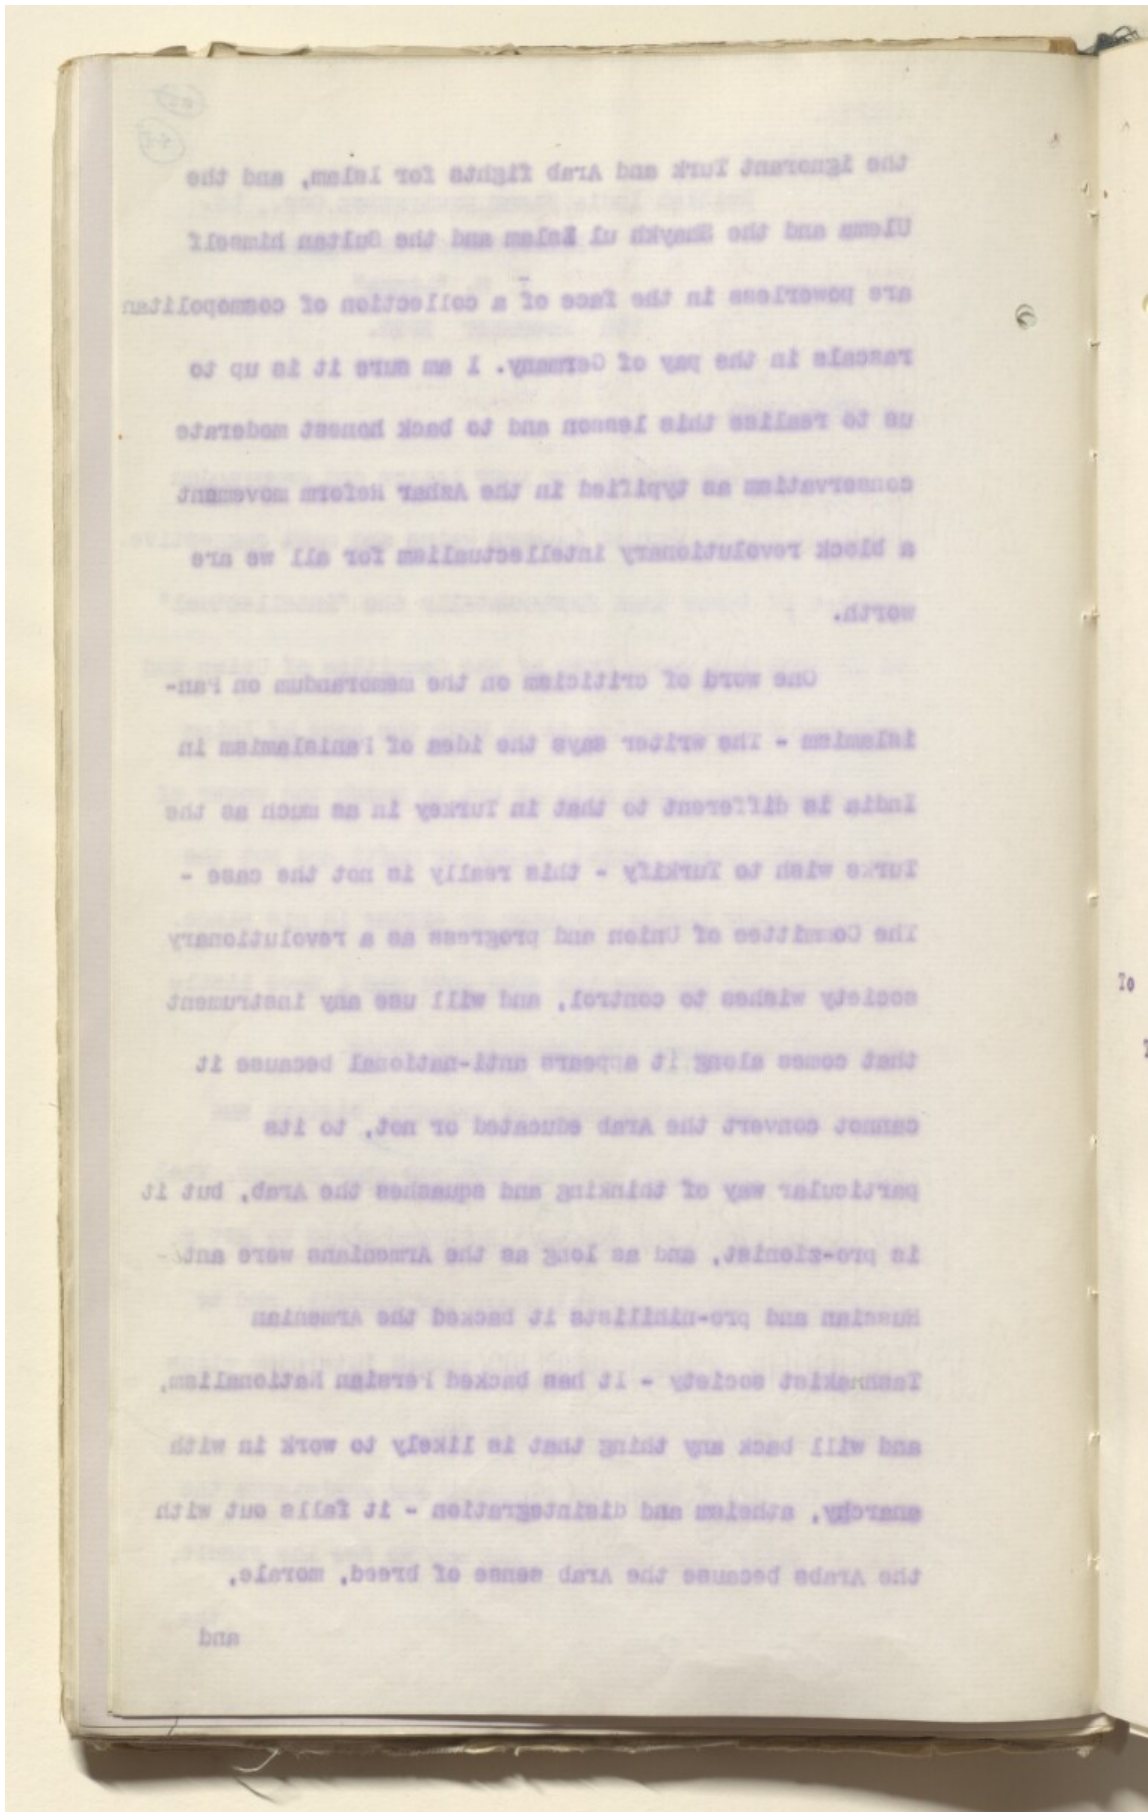 the ignorant Turk and Arab fights for Islam, and the
Ulema and the Shaykh ul Islam and the Sultan himself
are powerless in the face of a collection of cosmopolitan
rascals in the pay of Germany. I am sure it is up to
us to realise this lesson and to back honest moderate
conservatism as typified in the Azhar Reform movement
a block revolutionary intellectualism for all we are
worth.
One word of criticism on the memorandum on Pan-
islamism - The writer says the idea of Panislamism in
India is different to that in Turkey in as much as the
Turks wish to Turkify - this really is not the case -
The Committee of Union and progress as a revolutionary
society wishes to control, and will use any instrument
that comes along it appears anti-national because it
cannot convert the Arab educated or not, to its
particular way of thinking and squashes the Arab, but it
is pro-zionist, and as long as the Armenians were anti-
Russian and pro-nihilists it backed the Armenian
Tashnakist society - It has backed Persian Nationalism,
and will back any thing that is likely to work in with
anarchy, atheism and disintegration - it falls out with
the Arabs because the Arab sense of breed, morale,
and
To